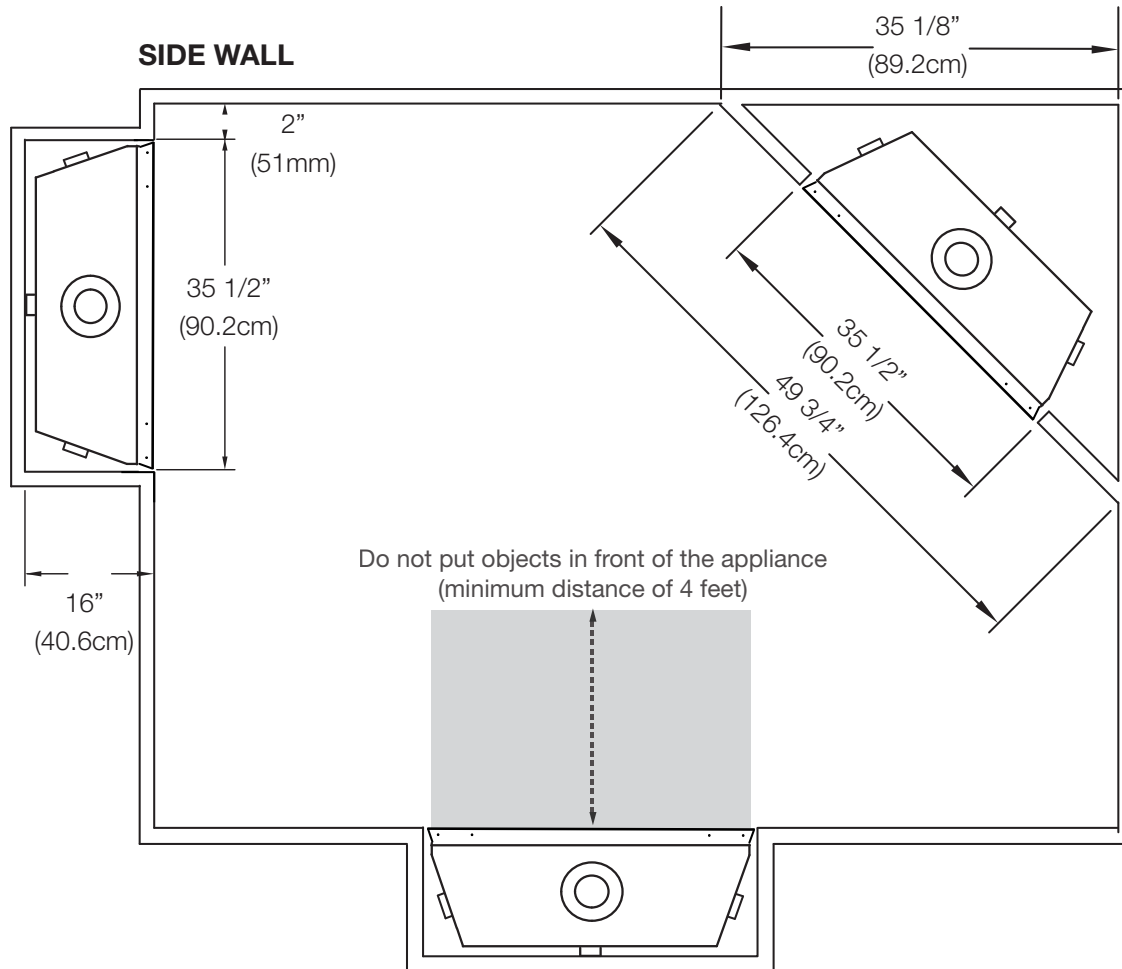 SIDE WALL
35 1/8”
(89.2cm)
2”
(51mm)
35 1/2”
(90.2cm)
35 1/2”
(90.2cm)
49 3/4”
(126.4cm)
16”
(40.6cm)
Do not put objects in front of the appliance
(minimum distance of 4 feet)